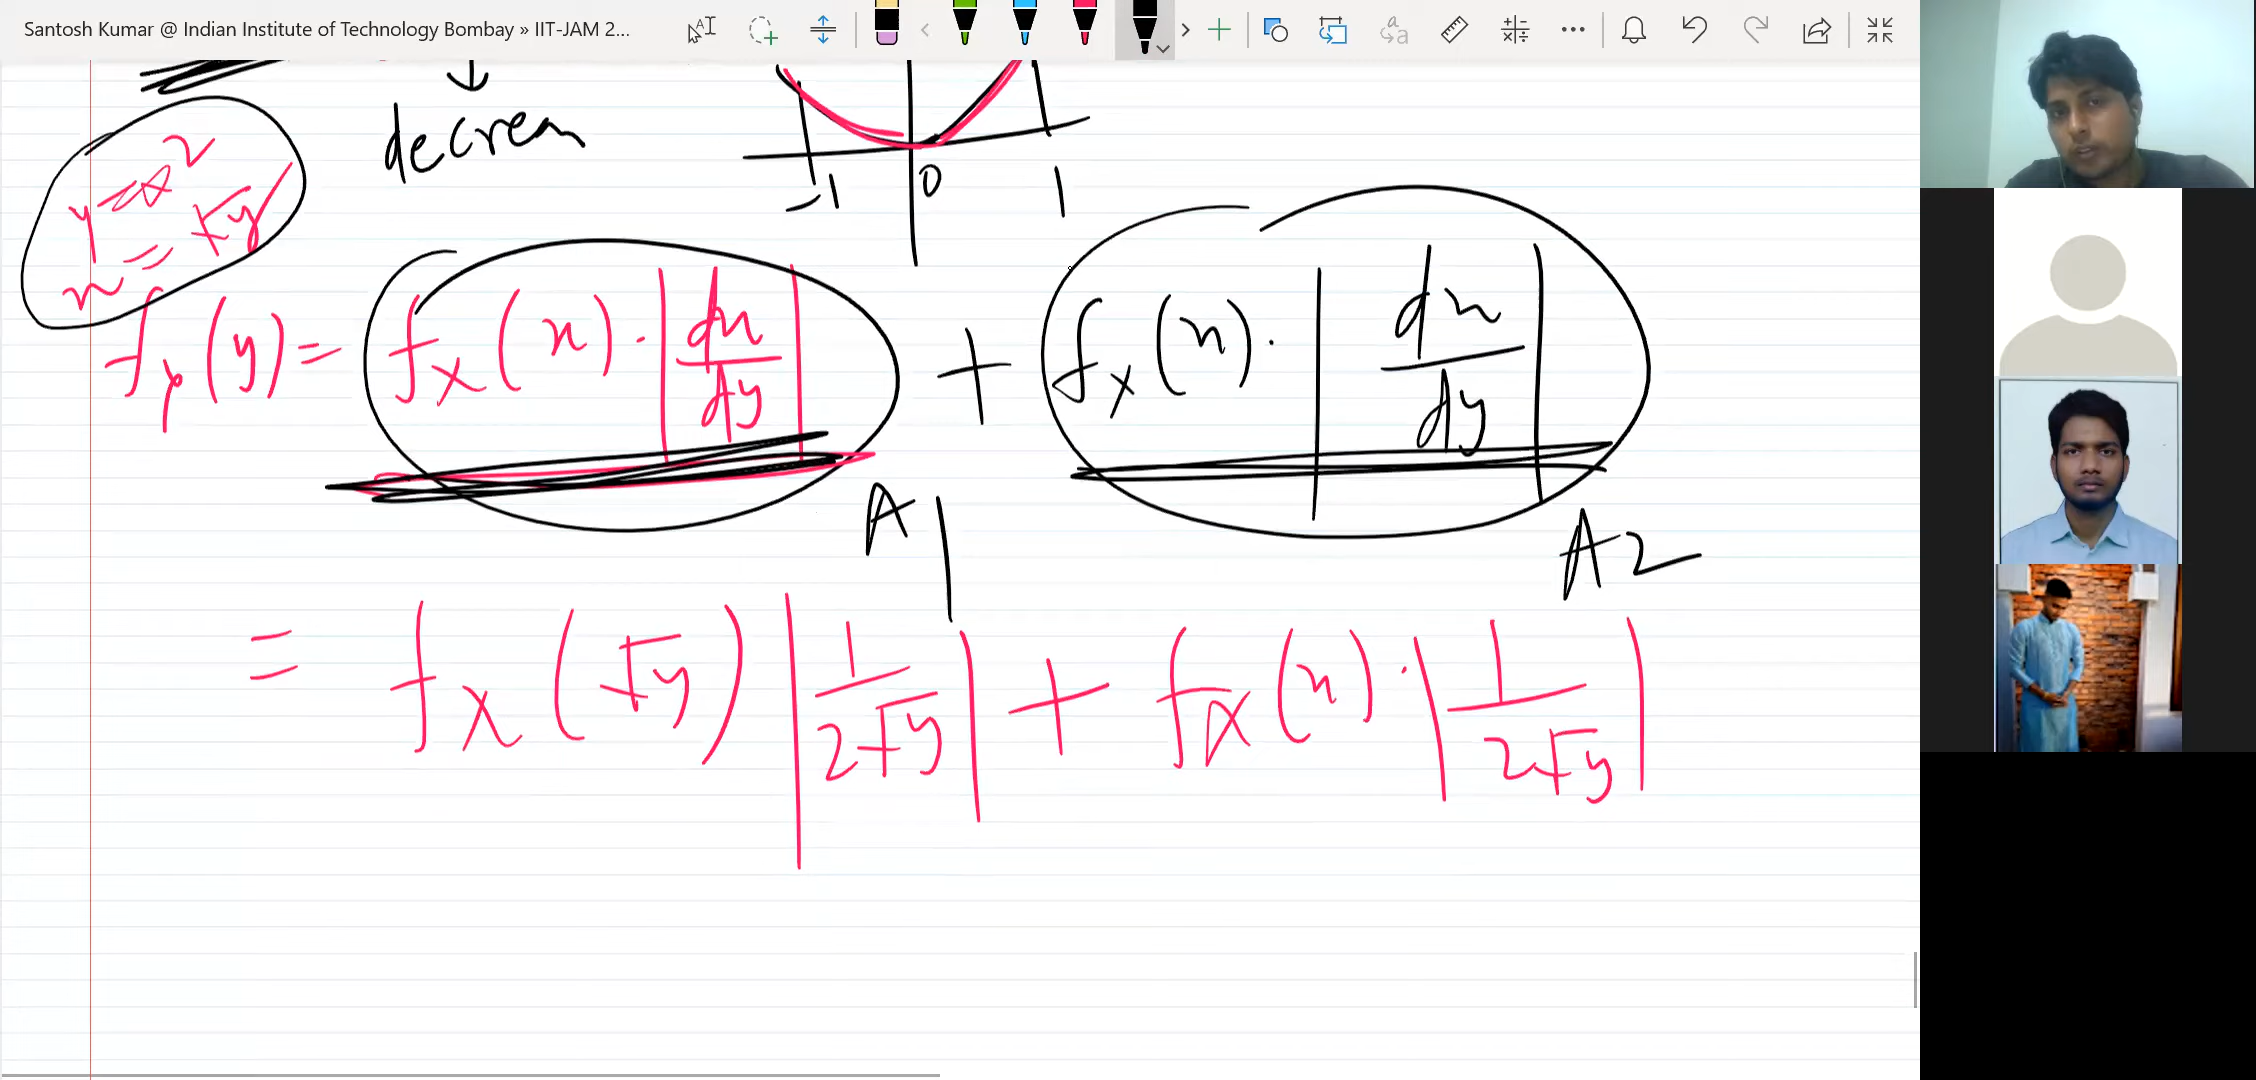 Santosh Kumar @ Indian Institute of Technology Bombay » IIT-JAM 2...
decrea
y = x²
x = √y
-1 0 1
f_Y(y) = f_X(x) · |dx/dy| + f_X(x) · |dx/dy|
A1 A2
= f_X(√y) |1/2√y| + f_X(x) · |1/2√y|